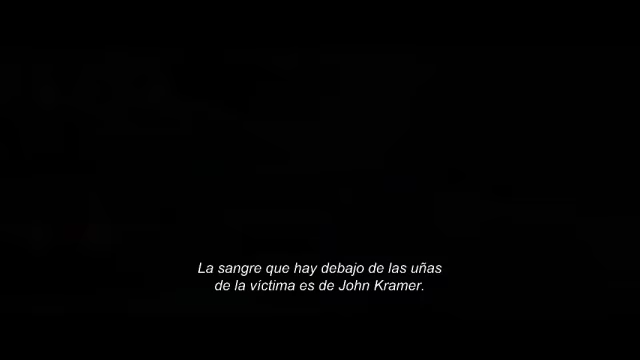 La sangre que hay debajo de las uñas
de la víctima es de John Kramer.